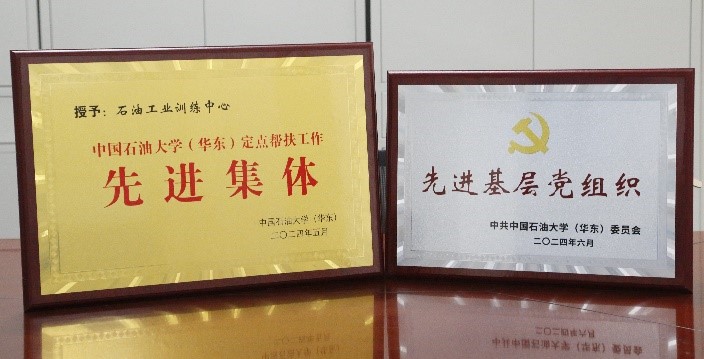 授予：石油工业训练中心
中国石油大学（华东）定点帮扶工作
先进集体
中国石油大学（华东）
二〇二四年五月
先进基层党组织
中共中国石油大学（华东）委员会
二〇二四年六月